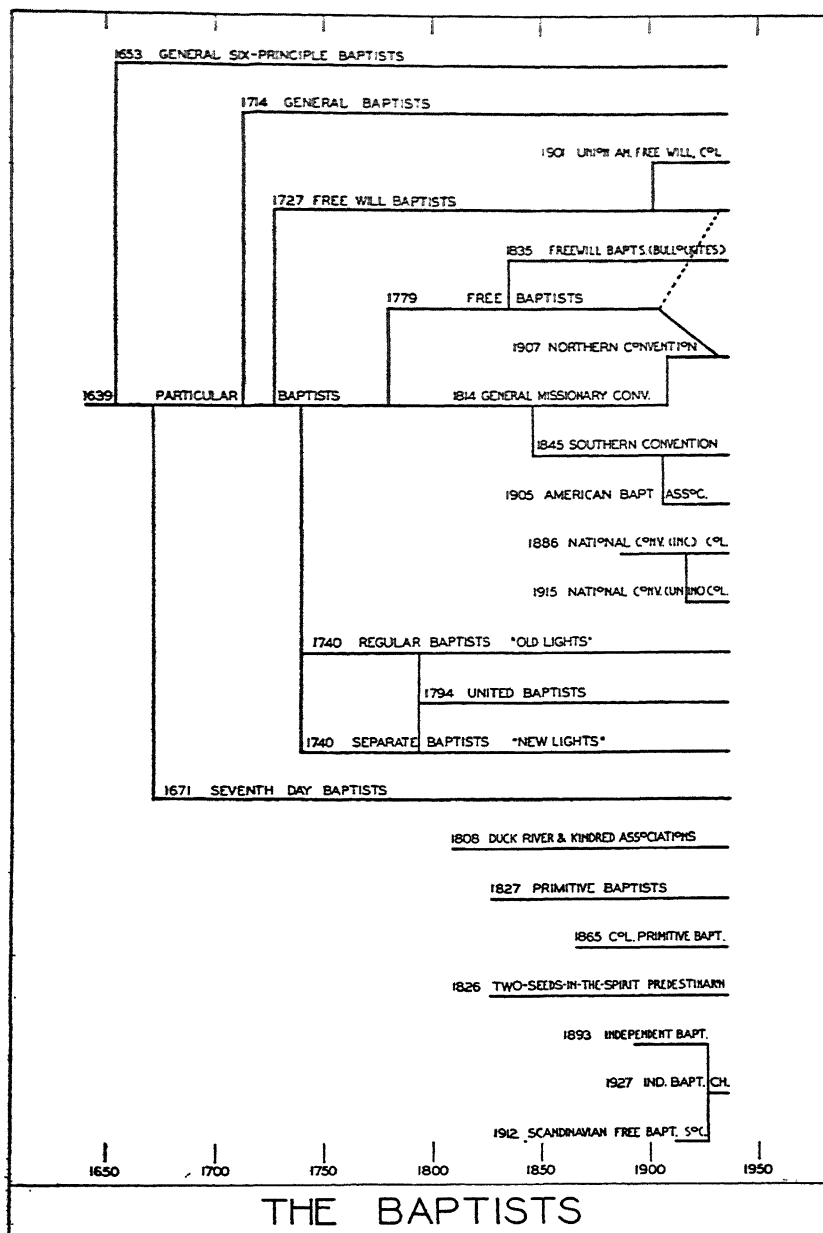 1653 GENERAL SIX-PRINCIPLE BAPTISTS
1714 GENERAL BAPTISTS
1901 UNION AM. FREE WILL, COL.
1727 FREE WILL BAPTISTS
1835 FREEWILL BAPTS. (BULLOCKITES)
1779 FREE BAPTISTS
1907 NORTHERN CONVENTION
1639 PARTICULAR BAPTISTS 1814 GENERAL MISSIONARY CONV.
1845 SOUTHERN CONVENTION
1905 AMERICAN BAPT ASSOC.
1886 NATIONAL CONV. (INC.) COL.
1915 NATIONAL CONV. (UN INC) COL.
1740 REGULAR BAPTISTS "OLD LIGHTS"
1794 UNITED BAPTISTS
1740 SEPARATE BAPTISTS "NEW LIGHTS"
1671 SEVENTH DAY BAPTISTS
1808 DUCK RIVER & KINDRED ASSOCIATIONS
1827 PRIMITIVE BAPTISTS
1865 COL. PRIMITIVE BAPT.
1826 TWO-SEEDS-IN-THE-SPIRIT PREDESTINARN
1893 INDEPENDENT BAPT.
1927 IND. BAPT. CH.
1912 SCANDINAVIAN FREE BAPT. SOC.
1650 1700 1750 1800 1850 1900 1950
THE BAPTISTS